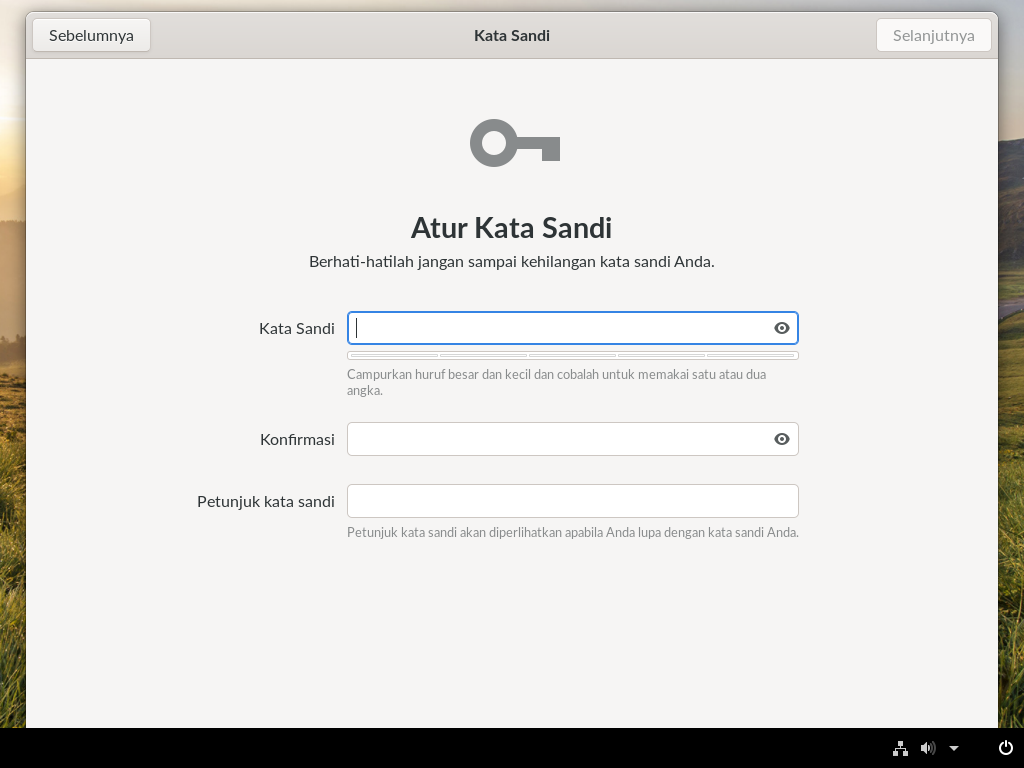 Sebelumnya
Kata Sandi
Selanjutnya
Atur Kata Sandi
Berhati-hatilah jangan sampai kehilangan kata sandi Anda.
Kata Sandi
Campurkan huruf besar dan kecil dan cobalah untuk memakai satu atau dua
angka.
Konfirmasi
Petunjuk kata sandi
Petunjuk kata sandi akan diperlihatkan apabila Anda lupa dengan kata sandi Anda.